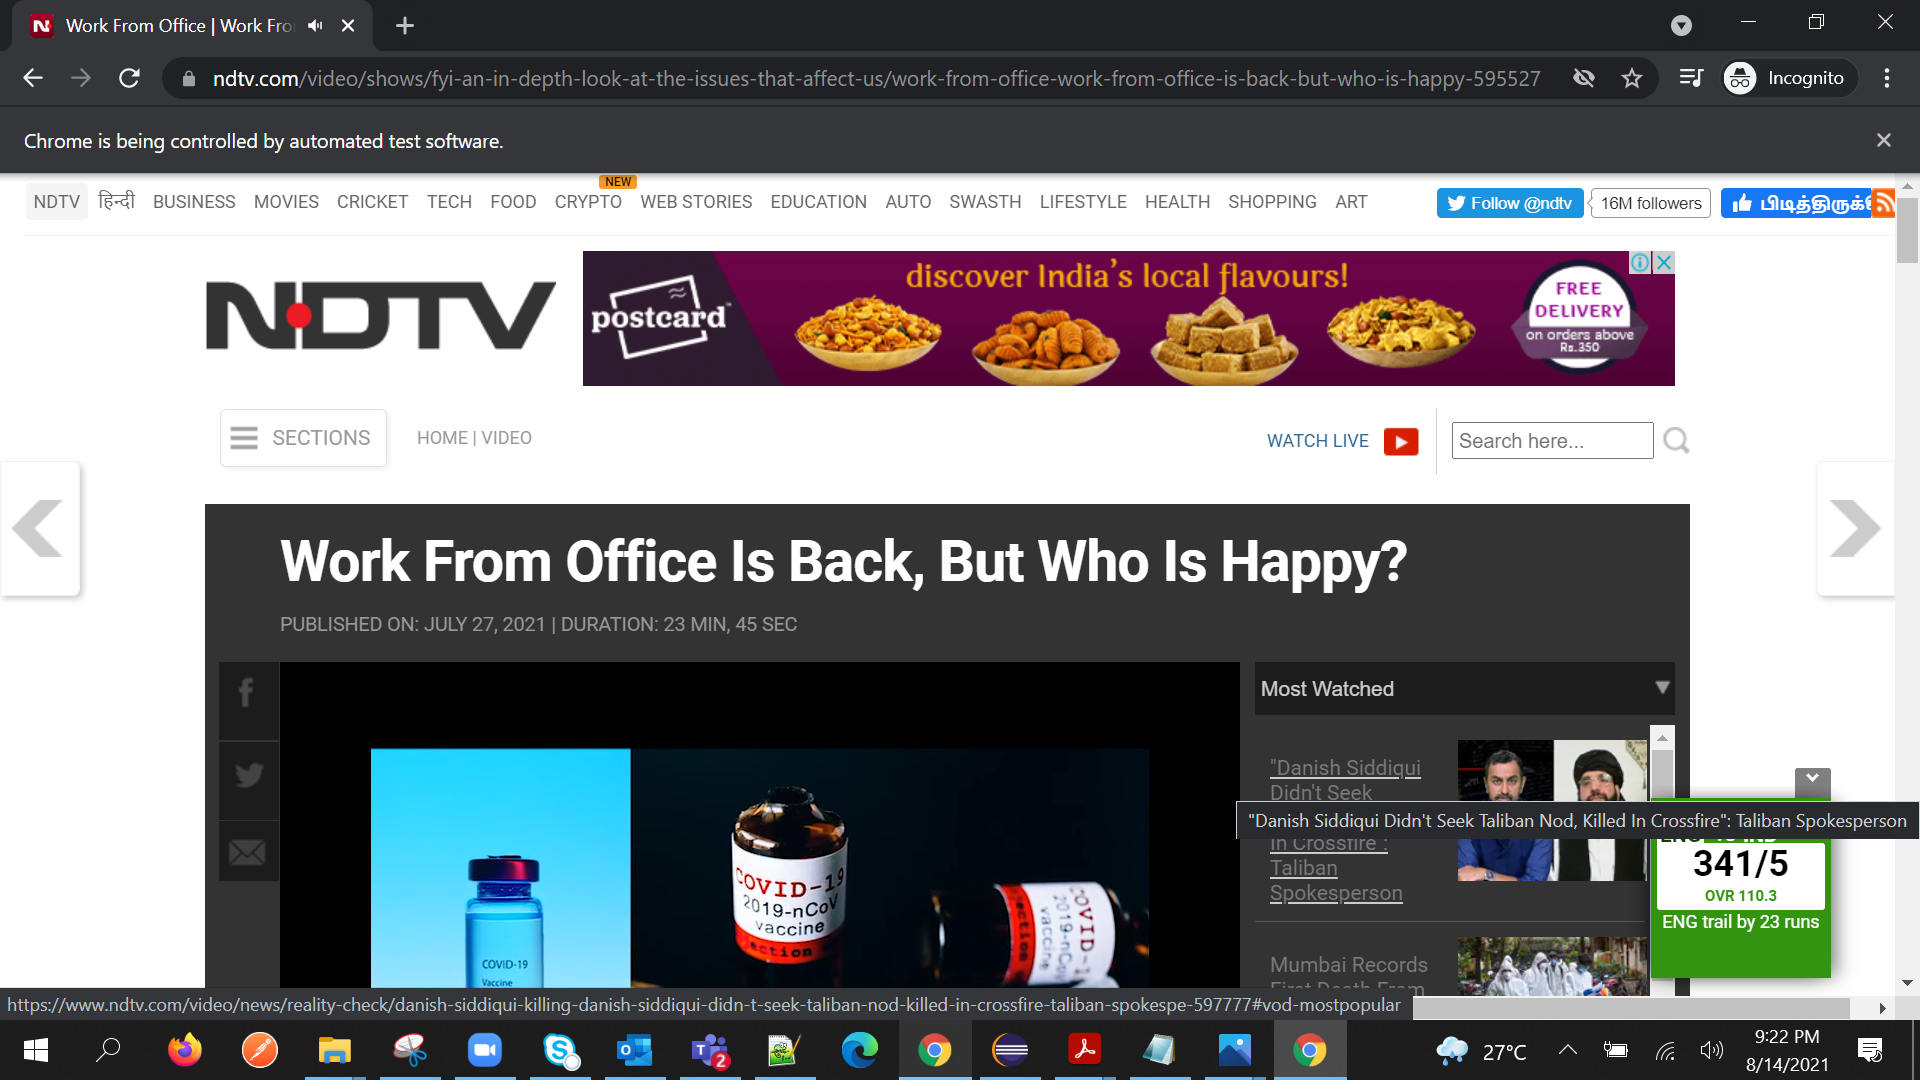 Work From Office | Work Fro
ndtv.com/video/shows/fyi-an-in-depth-look-at-the-issues-that-affect-us/work-from-office-work-from-office-is-back-but-who-is-happy-595527
Incognito
Chrome is being controlled by automated test software.
NEW
NDTV हिन्दी BUSINESS MOVIES CRICKET TECH FOOD CRYPTO WEB STORIES EDUCATION AUTO SWASTH LIFESTYLE HEALTH SHOPPING ART
Follow @ndtv 16M followers
NDTV
postcard
discover India's local flavours!
FREE
DELIVERY
on orders above
Rs.350
SECTIONS HOME | VIDEO
WATCH LIVE Search here...
Work From Office Is Back, But Who Is Happy?
PUBLISHED ON: JULY 27, 2021 | DURATION: 23 MIN, 45 SEC
Most Watched
"Danish Siddiqui
Didn't Seek
"Danish Siddiqui Didn't Seek Taliban Nod, Killed In Crossfire": Taliban Spokesperson
In Crossfire":
Taliban
Spokesperson
341/5
OVR 110.3
ENG trail by 23 runs
Mumbai Records
First Death From
COVID-19
2019-nCoV
vaccine
injection
COVID-19
Vaccine
COVID-19
2019-nCoV
vaccine
https://www.ndtv.com/video/news/reality-check/danish-siddiqui-killing-danish-siddiqui-didn-t-seek-taliban-nod-killed-in-crossfire-taliban-spokespe-597777#vod-mostpopular
2
27°C
9:22 PM
8/14/2021